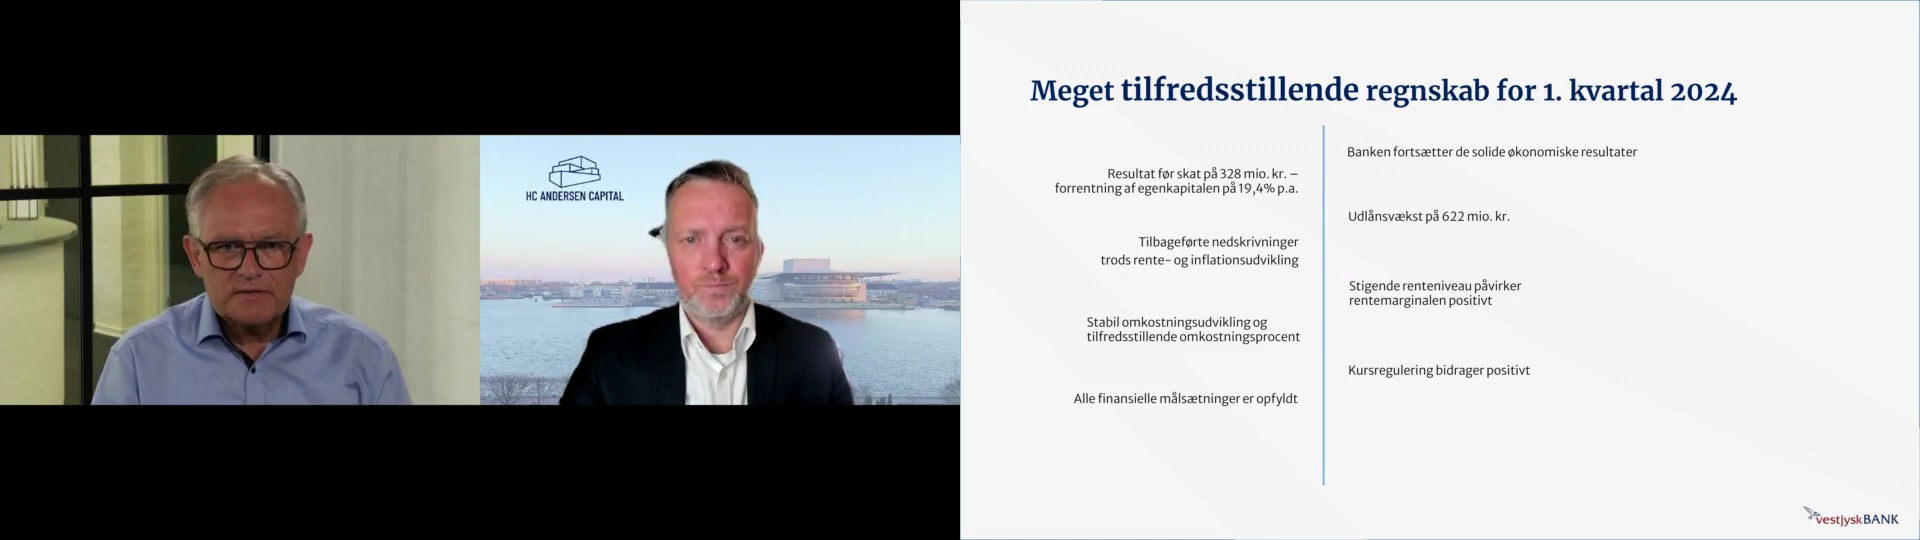 HC ANDERSEN CAPITAL
Meget tilfredsstillende regnskab for 1. kvartal 2024
Resultat før skat på 328 mio. kr. –
forrentning af egenkapitalen på 19,4% p.a.
Tilbageførte nedskrivninger
trods rente- og inflationsudvikling
Stabil omkostningsudvikling og
tilfredsstillende omkostningsprocent
Alle finansielle målsætninger er opfyldt
Banken fortsætter de solide økonomiske resultater
Udlånsvækst på 622 mio. kr.
Stigende renteniveau påvirker
rentemarginalen positivt
Kursregulering bidrager positivt
vestjyskBANK